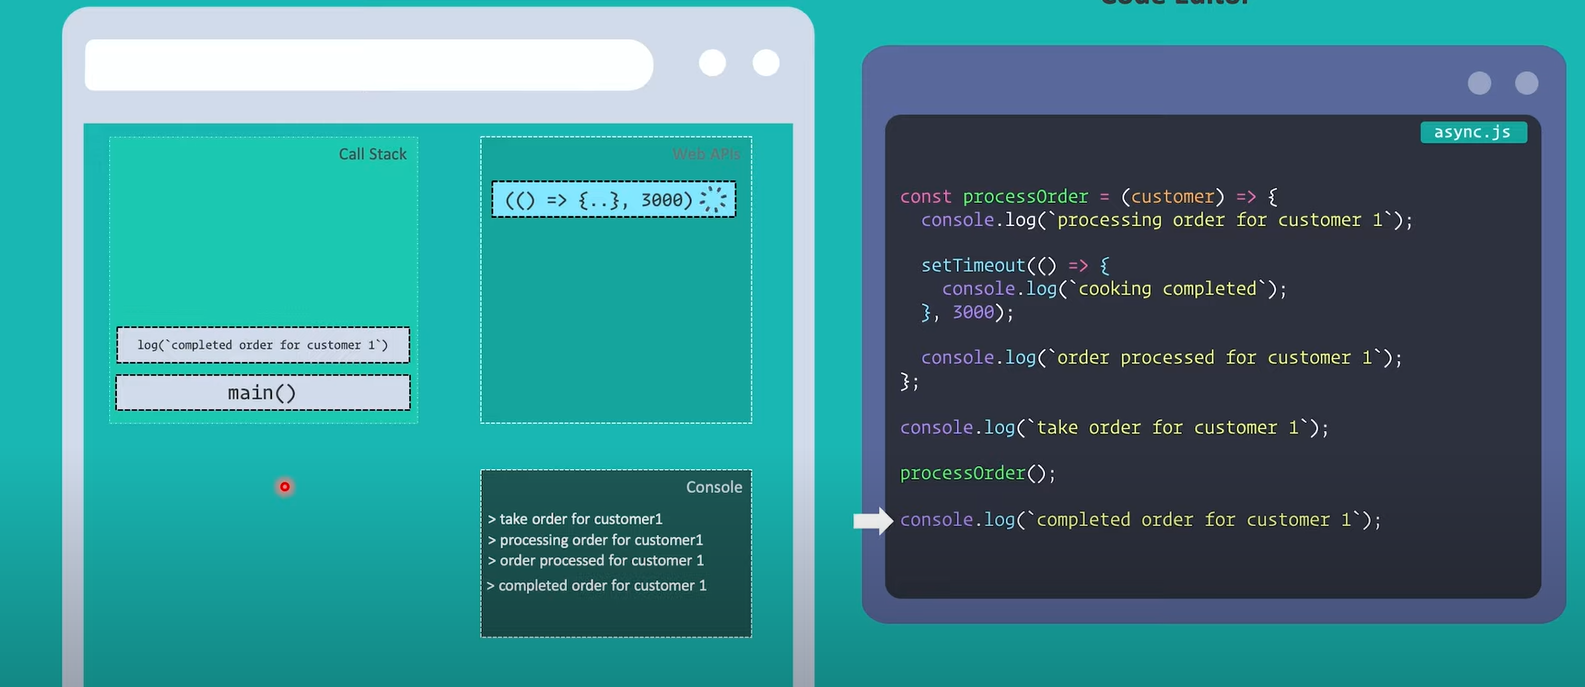 Code Editor
Call Stack
log(`completed order for customer 1`)
main()
Web APIs
(() => {..}, 3000)
Console
> take order for customer1
> processing order for customer1
> order processed for customer 1
> completed order for customer 1
async.js
const processOrder = (customer) => {
console.log(`processing order for customer 1`);
setTimeout(() => {
console.log(`cooking completed`);
}, 3000);
console.log(`order processed for customer 1`);
};
console.log(`take order for customer 1`);
processOrder();
console.log(`completed order for customer 1`);